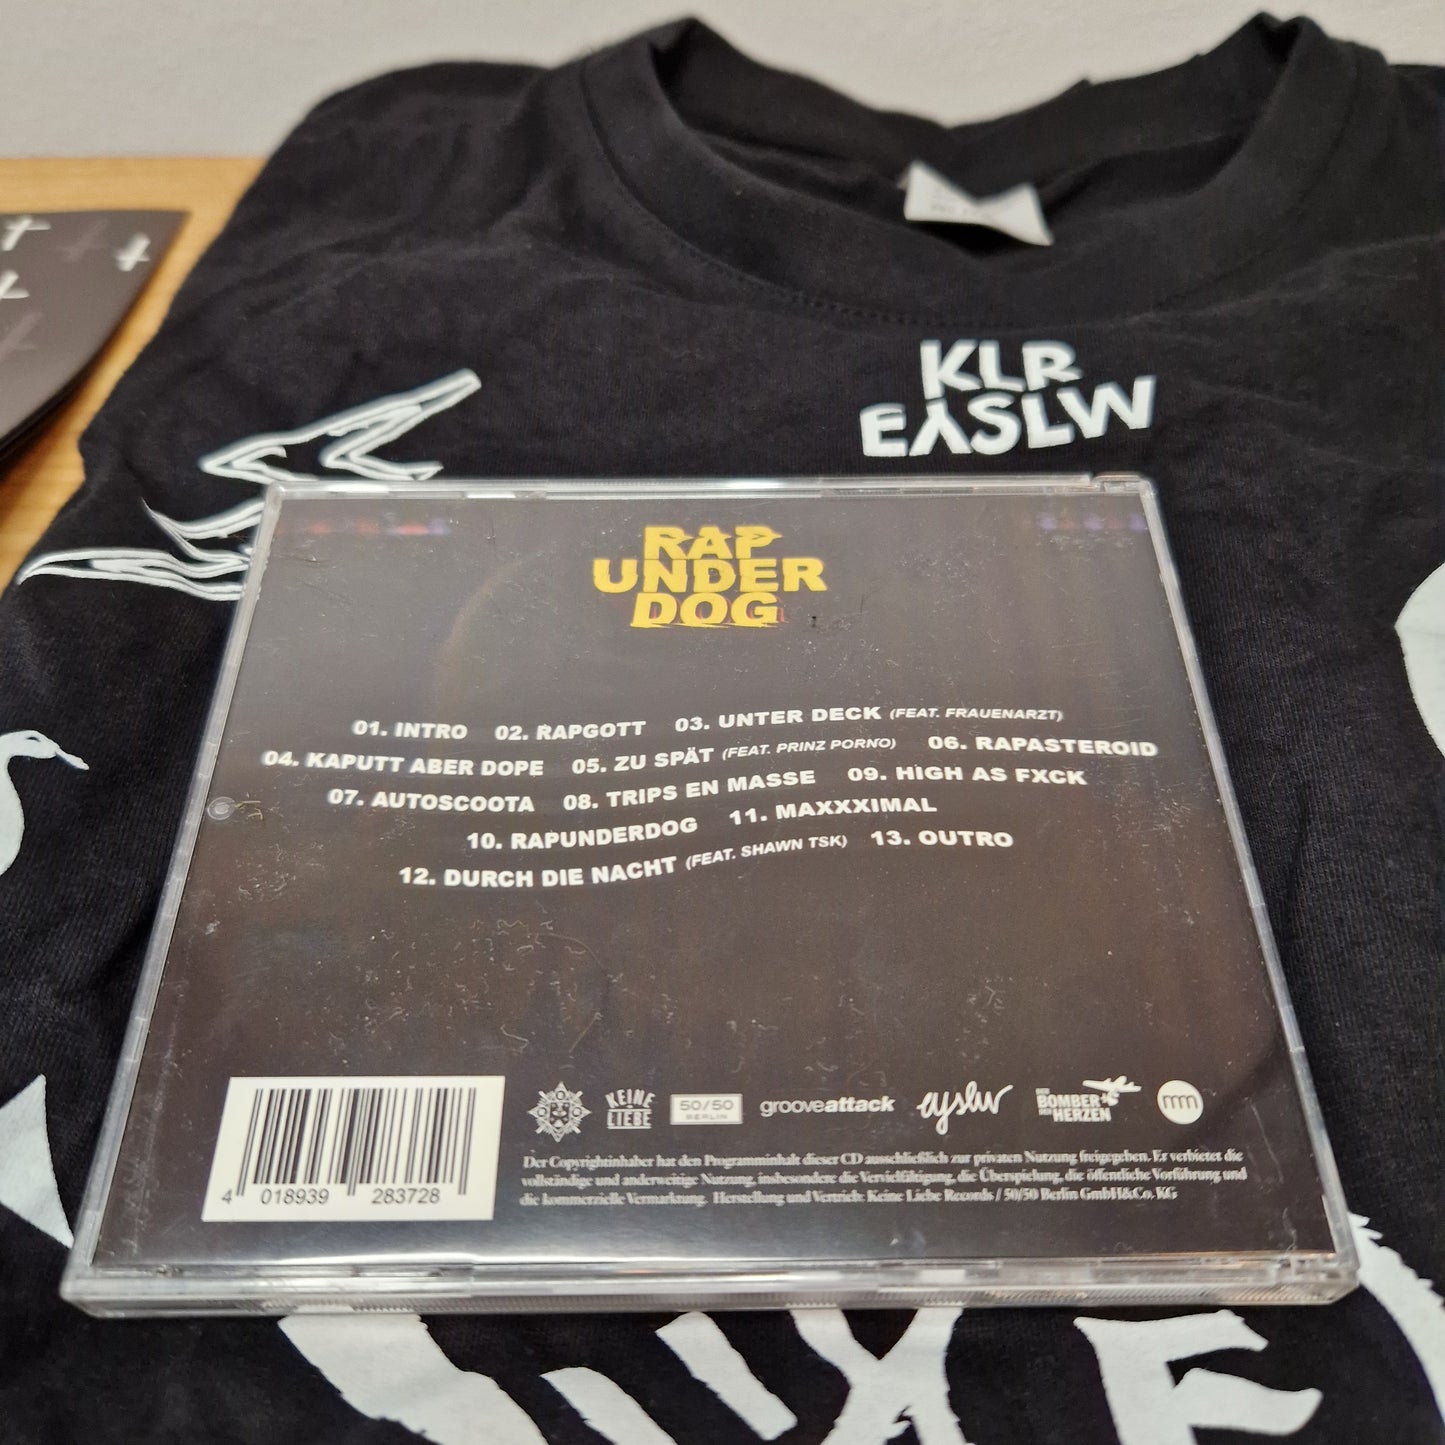 KLR
EYSLW
RAP
UNDER
DOG
01. INTRO 02. RAPGOTT 03. UNTER DECK (FEAT. FRAUENARZT)
04. KAPUTT ABER DOPE 05. ZU SPÄT (FEAT. PRINZ PORNO) 06. RAPASTEROID
07. AUTOSCOOTA 08. TRIPS EN MASSE 09. HIGH AS FXCK
10. RAPUNDERDOG 11. MAXXXIMAL
12. DURCH DIE NACHT (FEAT. SHAWN TSK) 13. OUTRO
4 018939 283728
KEINE
LIEBE
50/50
BERLIN
grooveattack
eyslw
BOMBER
DER HERZEN
mm
Der Copyrightinhaber hat den Programminhalt dieser CD ausschließlich zur privaten Nutzung freigegeben. Er verbietet die
vollständige und anderweitige Nutzung, insbesondere die Vervielfältigung, die Überspielung, die öffentliche Vorführung und
die kommerzielle Vermarktung. Herstellung und Vertrieb: Keine Liebe Records / 50/50 Berlin GmbH&Co. KG